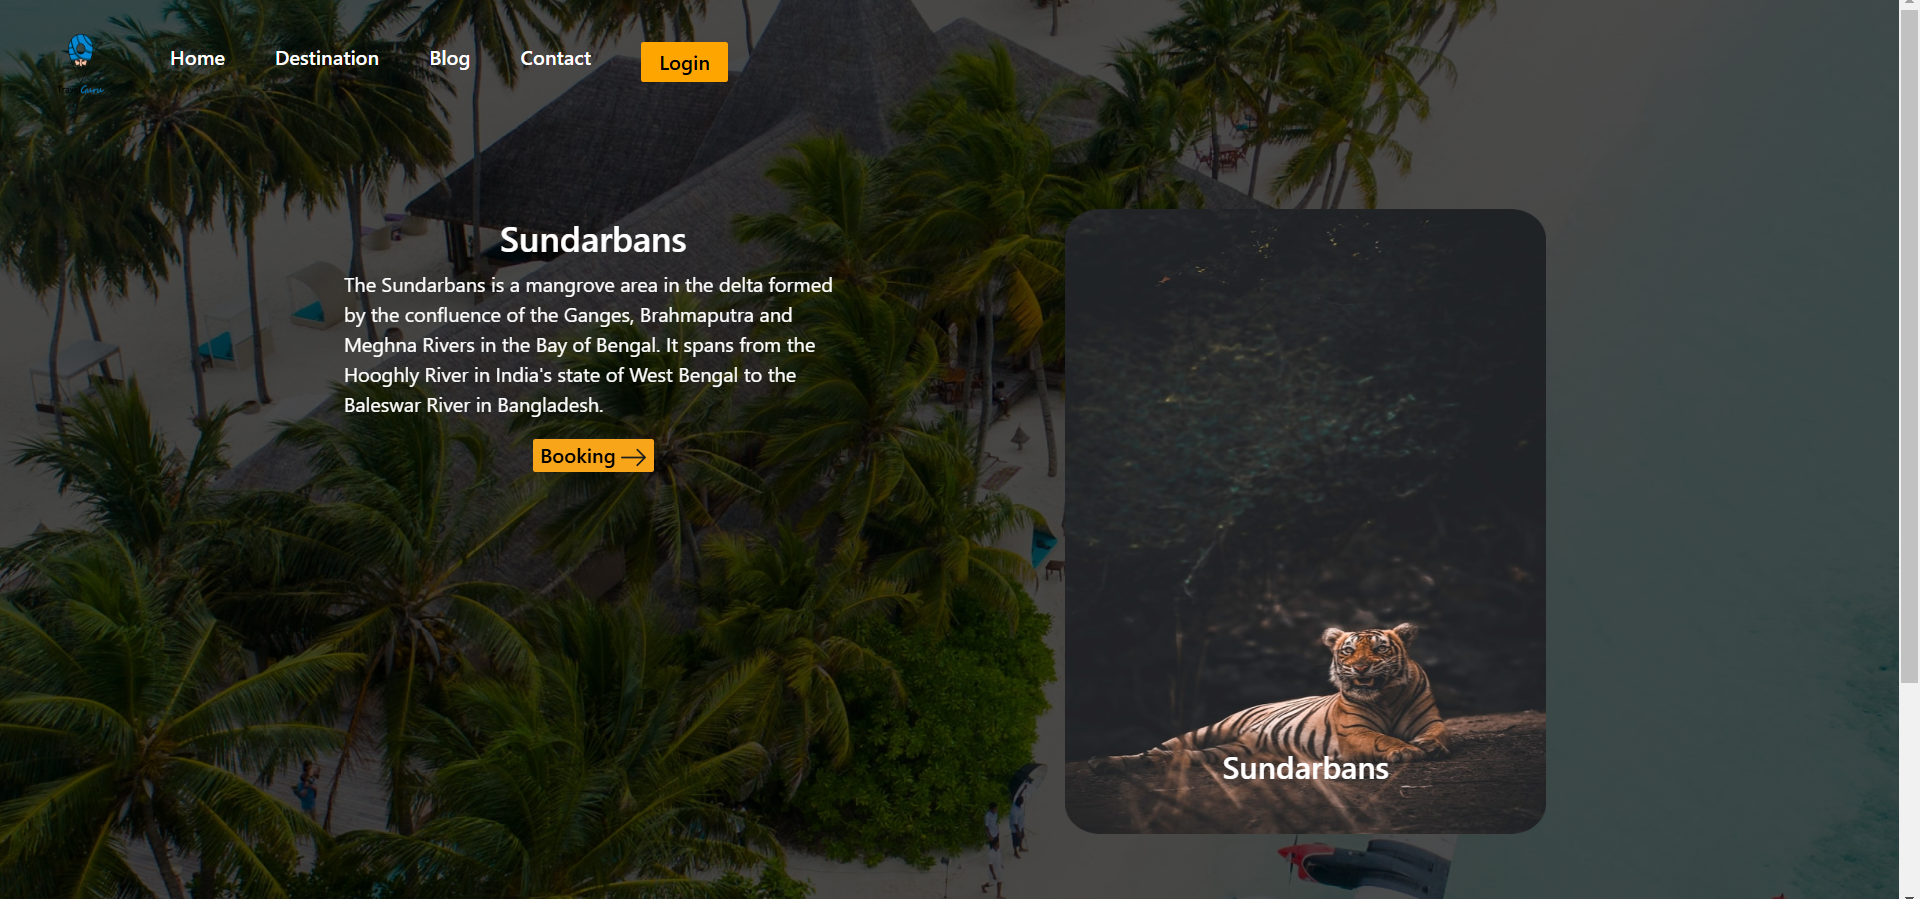 Travel Guru
Home
Destination
Blog
Contact
Login
Sundarbans
The Sundarbans is a mangrove area in the delta formed
by the confluence of the Ganges, Brahmaputra and
Meghna Rivers in the Bay of Bengal. It spans from the
Hooghly River in India's state of West Bengal to the
Baleswar River in Bangladesh.
Booking
Sundarbans